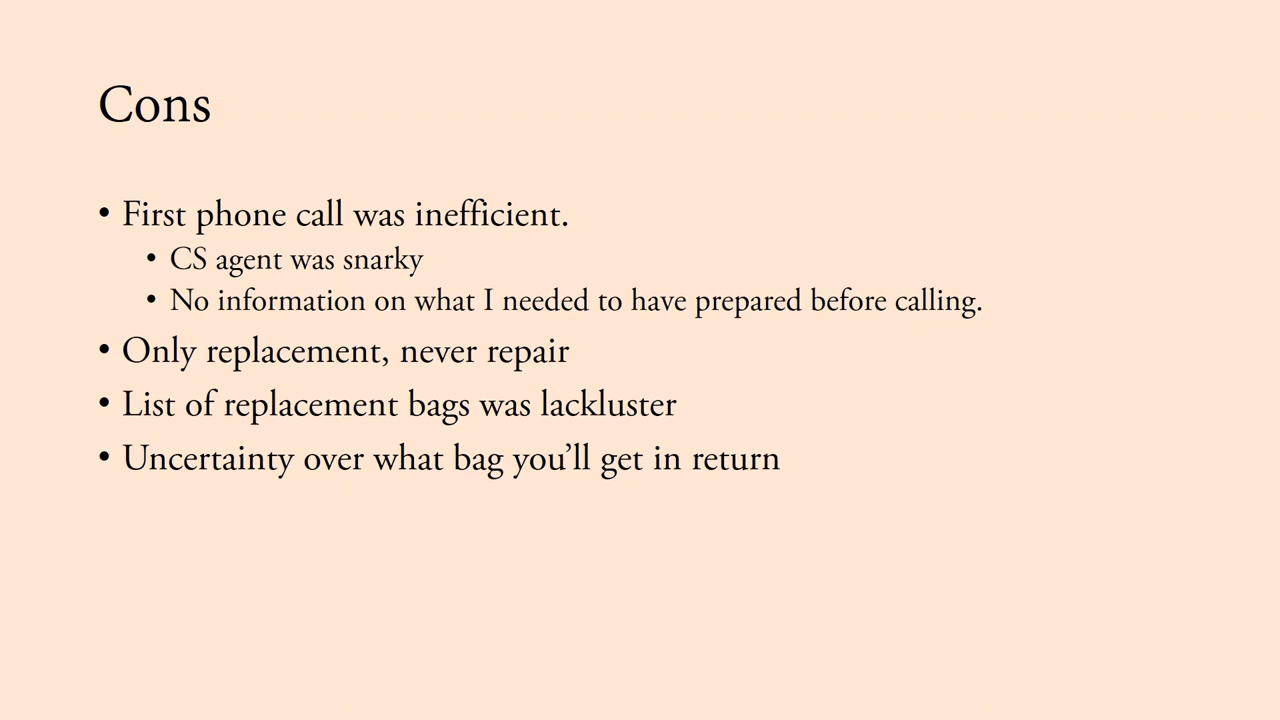 Cons
• First phone call was inefficient.
• CS agent was snarky
• No information on what I needed to have prepared before calling.
• Only replacement, never repair
• List of replacement bags was lackluster
• Uncertainty over what bag you’ll get in return